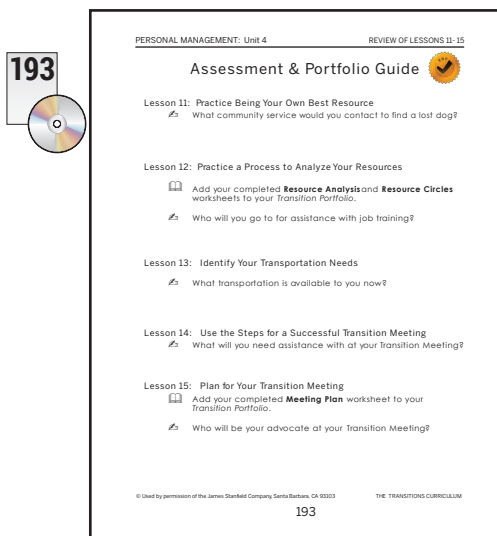 193
PERSONAL MANAGEMENT: Unit 4 REVIEW OF LESSONS 11-15
Assessment & Portfolio Guide
Lesson 11: Practice Being Your Own Best Resource
What community service would you contact to find a lost dog?
Lesson 12: Practice a Process to Analyze Your Resources
Add your completed Resource Analysis and Resource Circles
worksheets to your Transition Portfolio.
Who will you go to for assistance with job training?
Lesson 13: Identify Your Transportation Needs
What transportation is available to you now?
Lesson 14: Use the Steps for a Successful Transition Meeting
What will you need assistance with at your Transition Meeting?
Lesson 15: Plan for Your Transition Meeting
Add your completed Meeting Plan worksheet to your
Transition Portfolio.
Who will be your advocate at your Transition Meeting?
© Used by permission of the James Stanfield Company, Santa Barbara, CA 93103 THE TRANSITIONS CURRICULUM
193